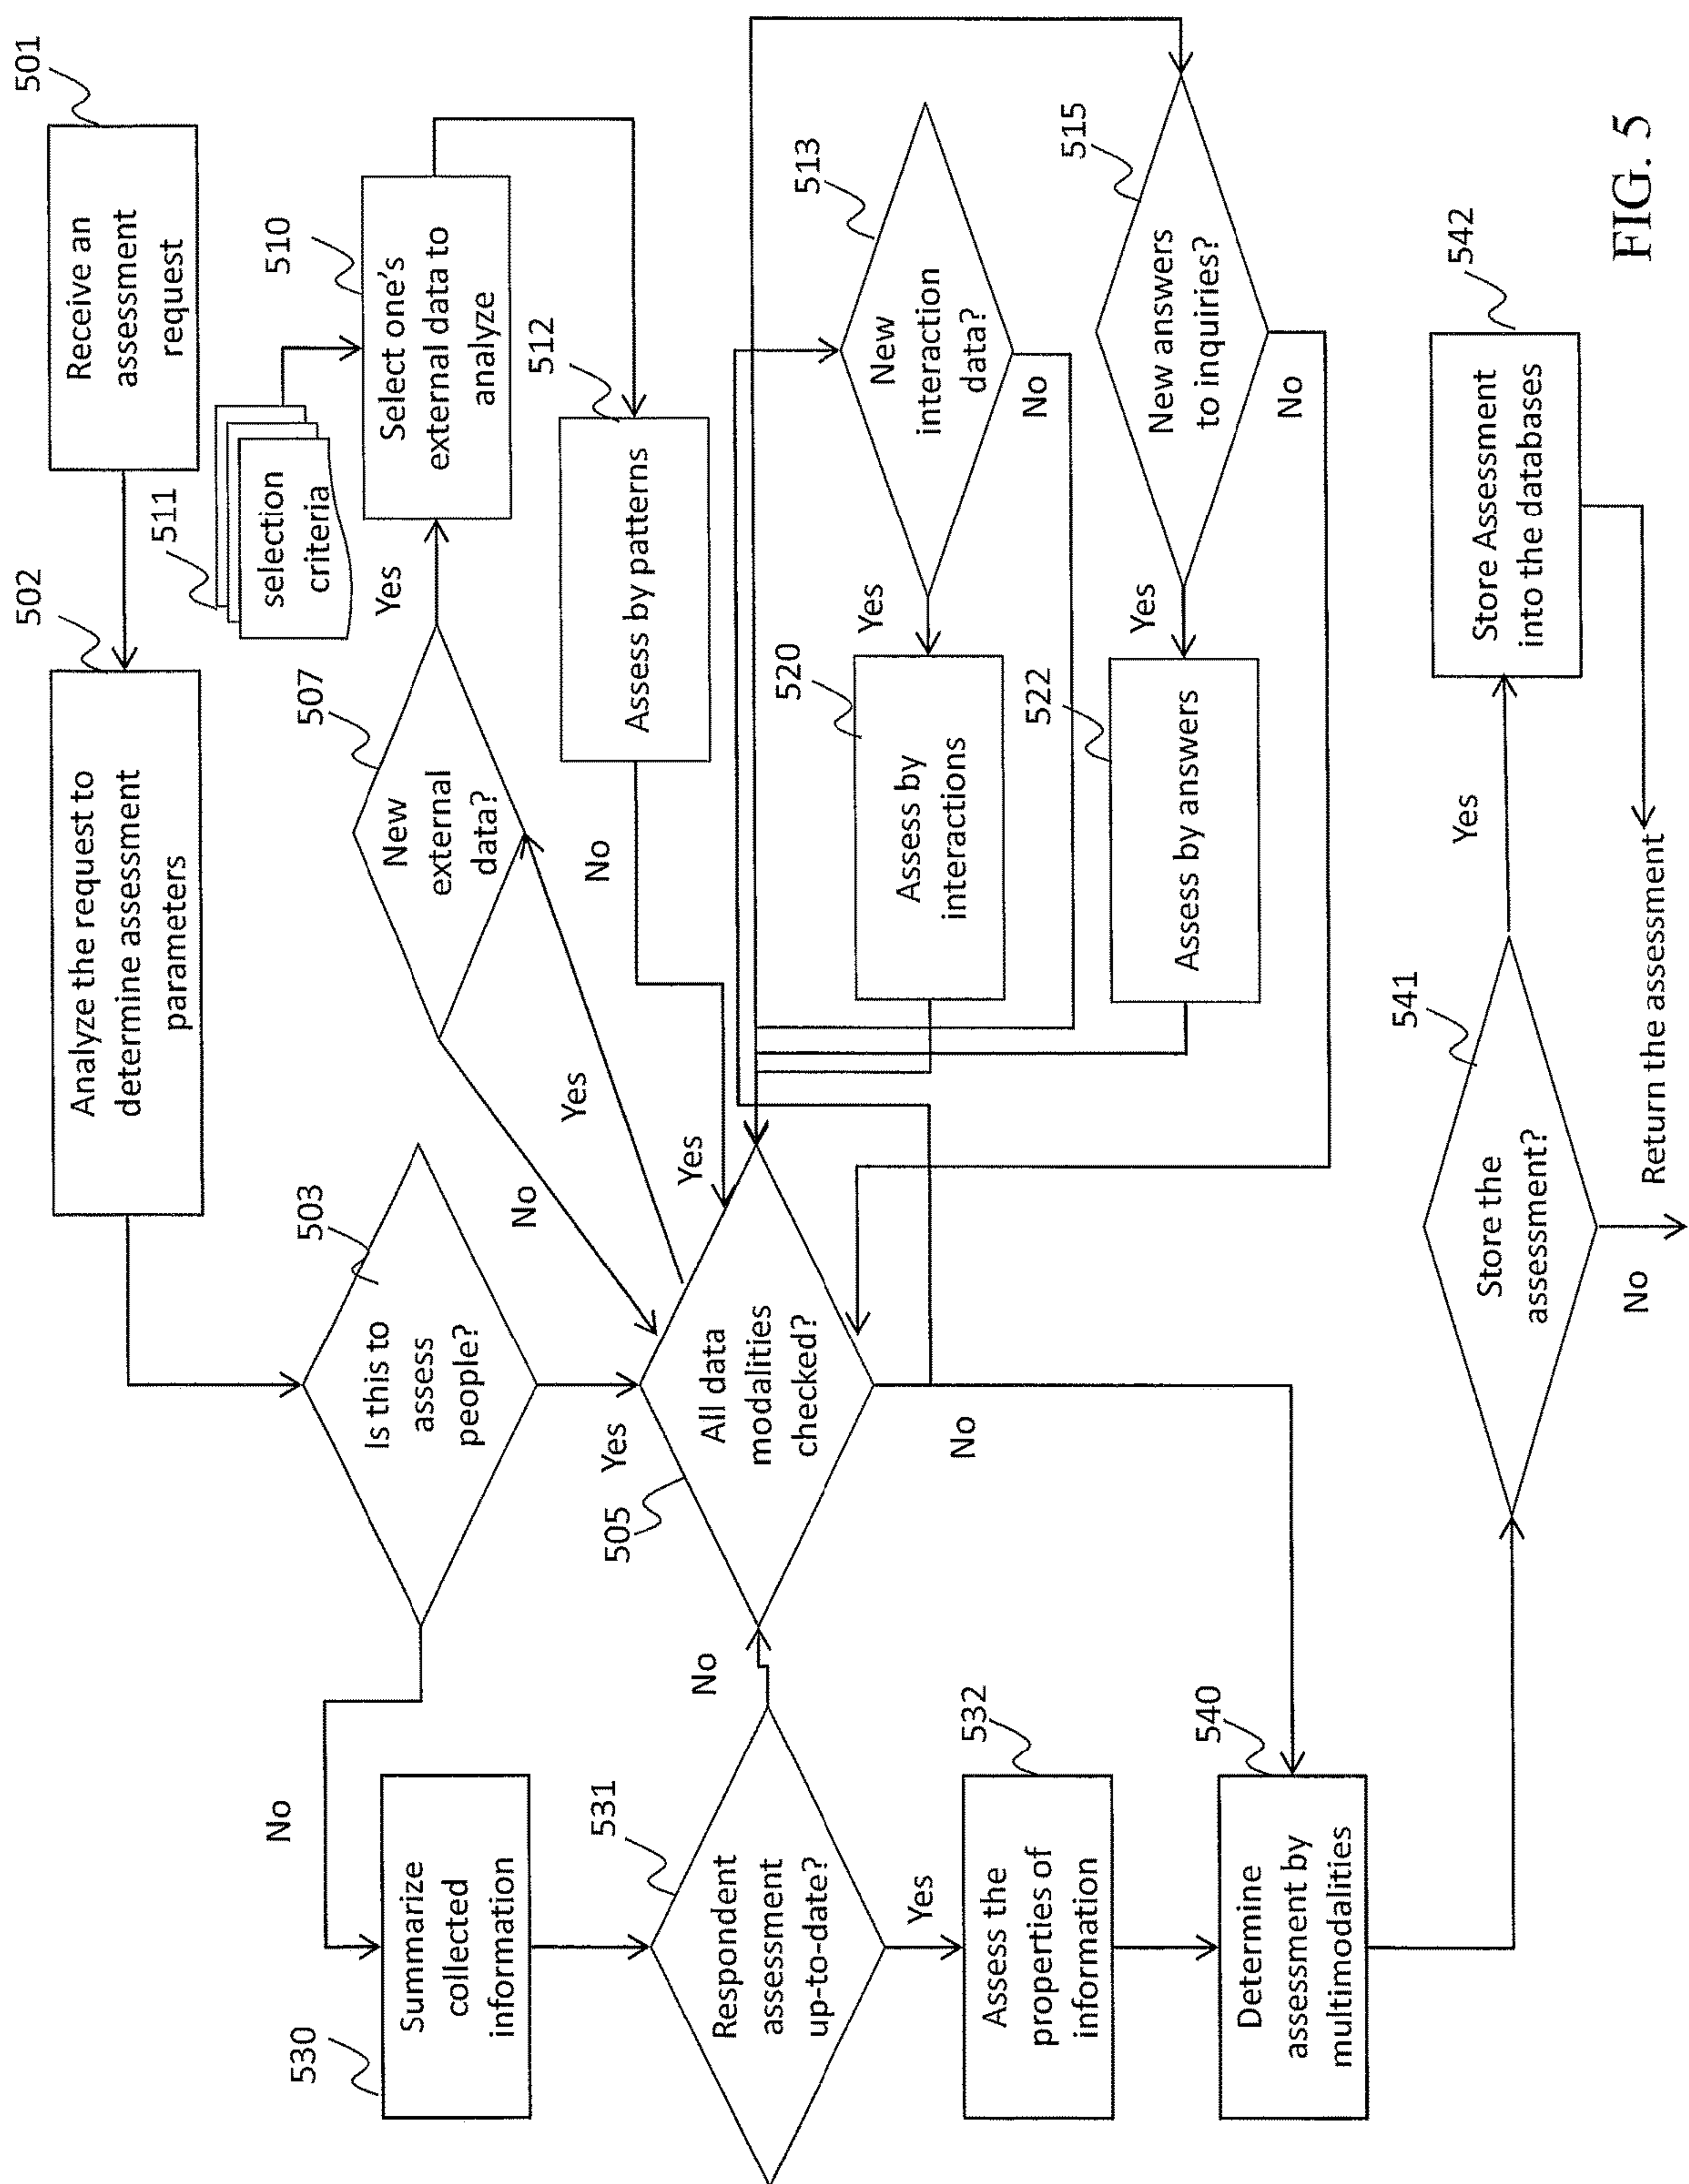 501
Receive an
assessment
request
502
Analyze the request to
determine assessment
parameters
503
Is this to
assess
people?
No
Yes
530
Summarize
collected
information
531
Respondent
assessment
up-to-date?
No
Yes
532
Assess the
properties of
information
540
Determine
assessment by
multimodalities
505
All data
modalities
checked?
No
Yes
Yes
No
507
New
external
data?
Yes
No
511
selection
criteria
510
Select one's
external data to
analyze
512
Assess by patterns
513
New
interaction
data?
Yes
No
520
Assess by
interactions
515
New answers
to inquiries?
Yes
No
522
Assess by answers
541
Store the
assessment?
Yes
No
542
Store Assessment
into the databases
Return the assessment
FIG. 5